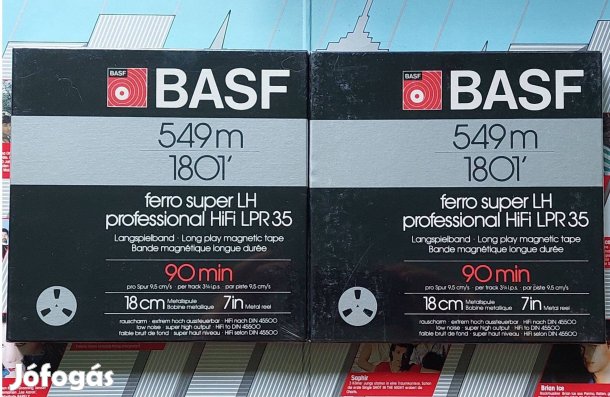 BASF
BASF
549m
1801'
ferro super LH
professional HiFi LPR 35
Langspielband · Long play magnetic tape
Bande magnétique longue durée
90 min
pro Spur 9,5 cm/s · per track 3¾ i.p.s. · par piste 9,5 cm/s
18 cm Metallspule
Bobine métallique 7in Metal reel
rauscharm · extrem hoch aussteuerbar · HiFi nach DIN 45500
low noise · super high output · HiFi to DIN 45500
faible bruit de fond · super haut niveau · HiFi selon DIN 45500
BASF
BASF
549m
1801'
ferro super LH
professional HiFi LPR 35
Langspielband · Long play magnetic tape
Bande magnétique longue durée
90 min
pro Spur 9,5 cm/s · per track 3¾ i.p.s. · par piste 9,5 cm/s
18 cm Metallspule
Bobine métallique 7in Metal reel
rauscharm · extrem hoch aussteuerbar · HiFi nach DIN 45500
low noise · super high output · HiFi to DIN 45500
faible bruit de fond · super haut niveau · HiFi selon DIN 45500
Saphir
Brian Ice
Jófogás